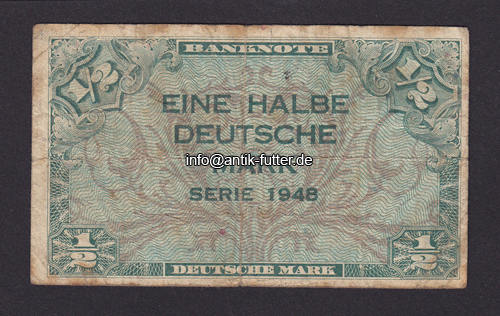 BANKNOTE
1/2 1/2
EINE HALBE
DEUTSCHE
info@antik-futter.de
MARK
SERIE 1948
1/2 1/2
DEUTSCHE MARK